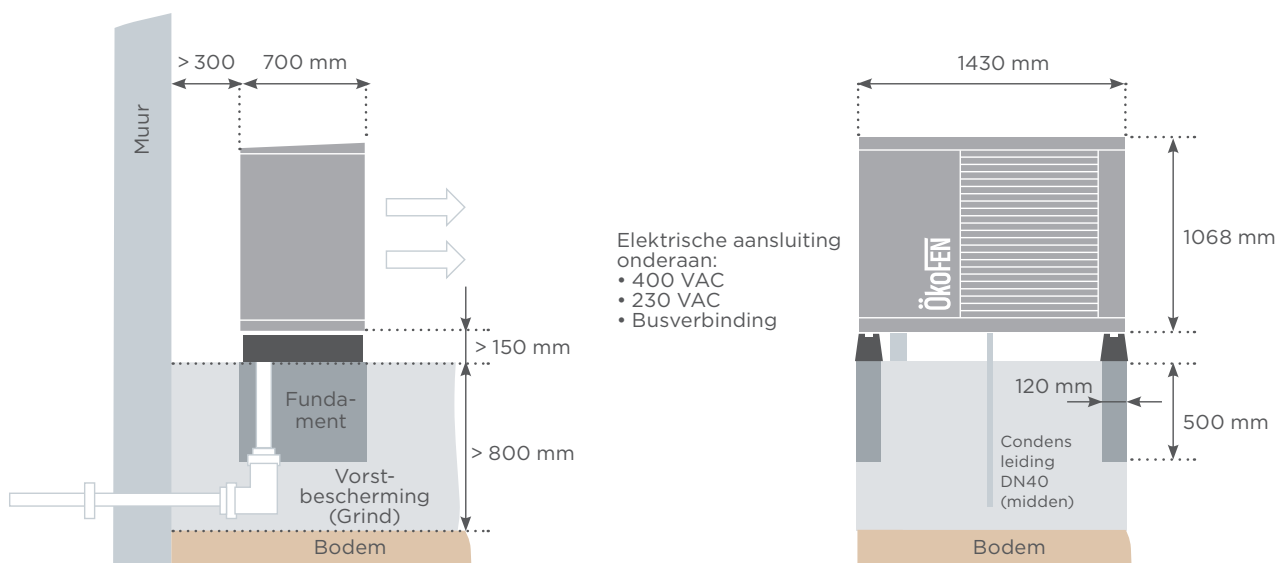 > 300
700 mm
Muur
> 150 mm
Funda-
ment
> 800 mm
Vorst-
bescherming
(Grind)
Bodem
Elektrische aansluiting
onderaan:
• 400 VAC
• 230 VAC
• Busverbinding
1430 mm
ÖkoFEN
1068 mm
120 mm
500 mm
Condens
leiding
DN40
(midden)
Bodem